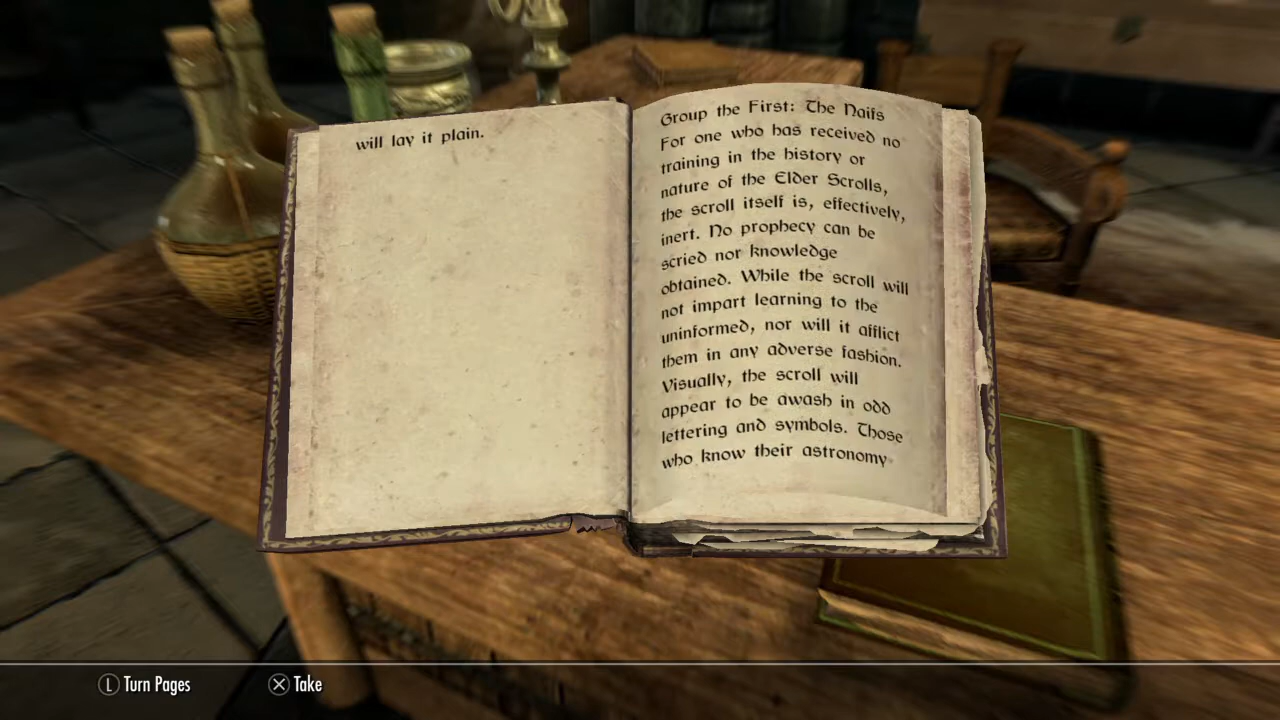 will lay it plain.
Group the First: The Naifs
For one who has received no
training in the history or
nature of the Elder Scrolls,
the scroll itself is, effectively,
inert. No prophecy can be
scried nor knowledge
obtained. While the scroll will
not impart learning to the
uninformed, nor will it afflict
them in any adverse fashion.
Visually, the scroll will
appear to be awash in odd
lettering and symbols. Those
who know their astronomy
L Turn Pages
X Take